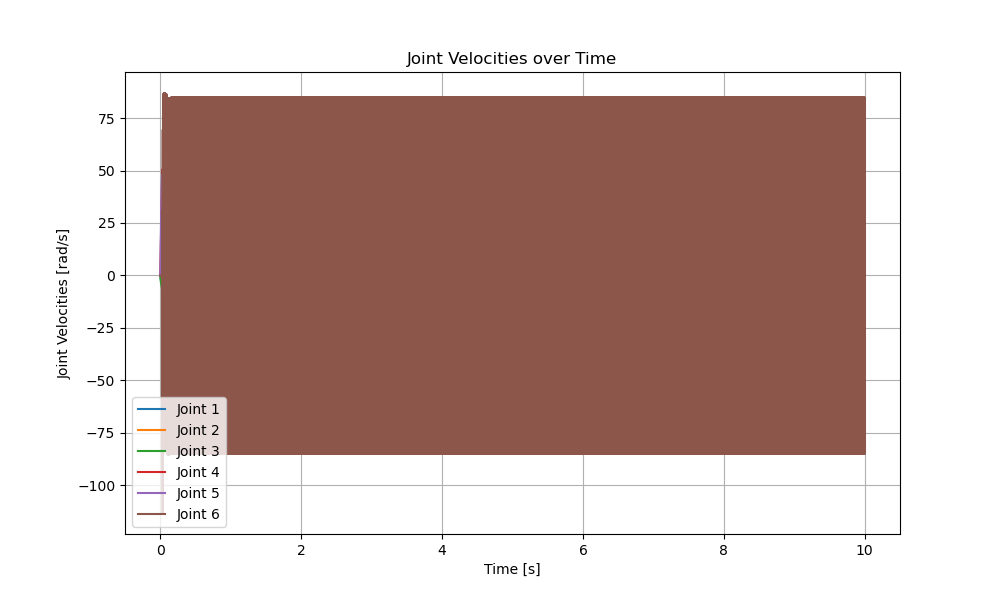 Joint Velocities over Time
Joint Velocities [rad/s]
75
50
25
0
−25
−50
−75
−100
Joint 1
Joint 2
Joint 3
Joint 4
Joint 5
Joint 6
0 2 4 6 8 10
Time [s]